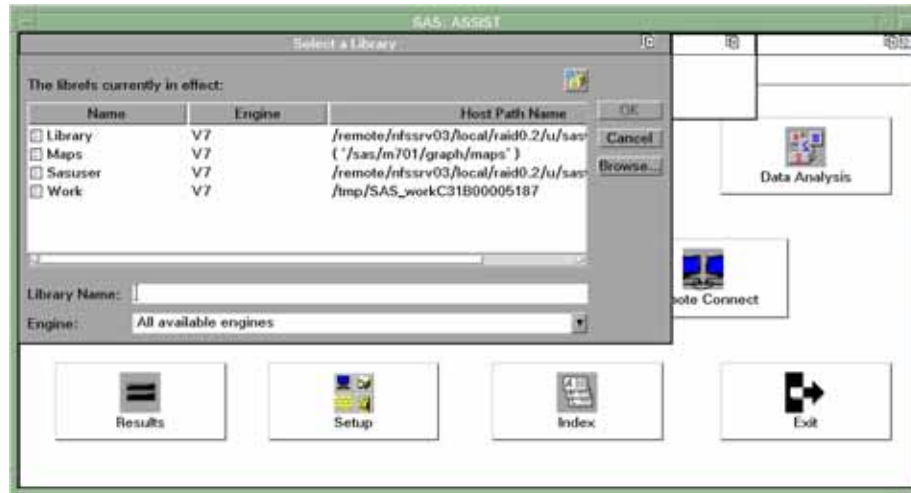 SAS: ASSIST
Select a Library
The librefs currently in effect:
Name Engine Host Path Name
Library V7 /remote/nfssrv03/local/raid0.2/u/sas
Maps V7 ( "/sas/m701/graph/maps" )
Sasuser V7 /remote/nfssrv03/local/raid0.2/u/sas
Work V7 /tmp/SAS_workC31B00005187
OK
Cancel
Browse...
Library Name:
Engine: All available engines
Data Analysis
ote Connect
Results
Setup
Index
Exit